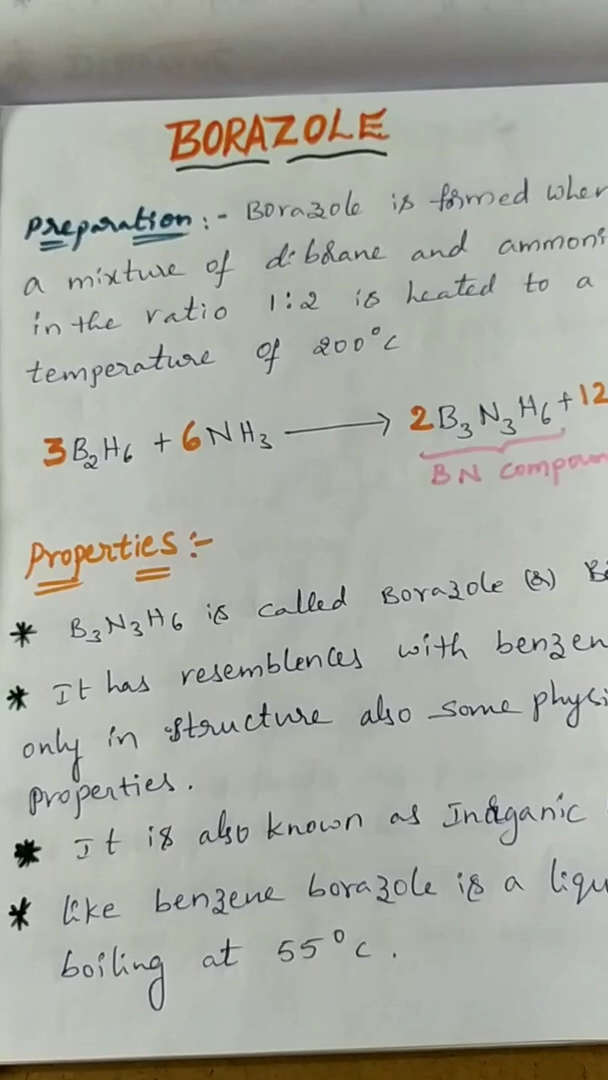 BORAZOLE
Preparation :- Borazole is formed when
a mixture of diborane and ammoni
in the ratio 1:2 is heated to a
temperature of 200°C
3B₂H₆ + 6NH₃ ⟶ 2B₃N₃H₆ + 12
BN compoun
Properties :-
* B₃N₃H₆ is called Borazole (or) Bo
* It has resemblences with benzen
only in structure also some physi
properties.
* It is also known as Inorganic
* like benzene borazole is a liqu
boiling at 55°C.